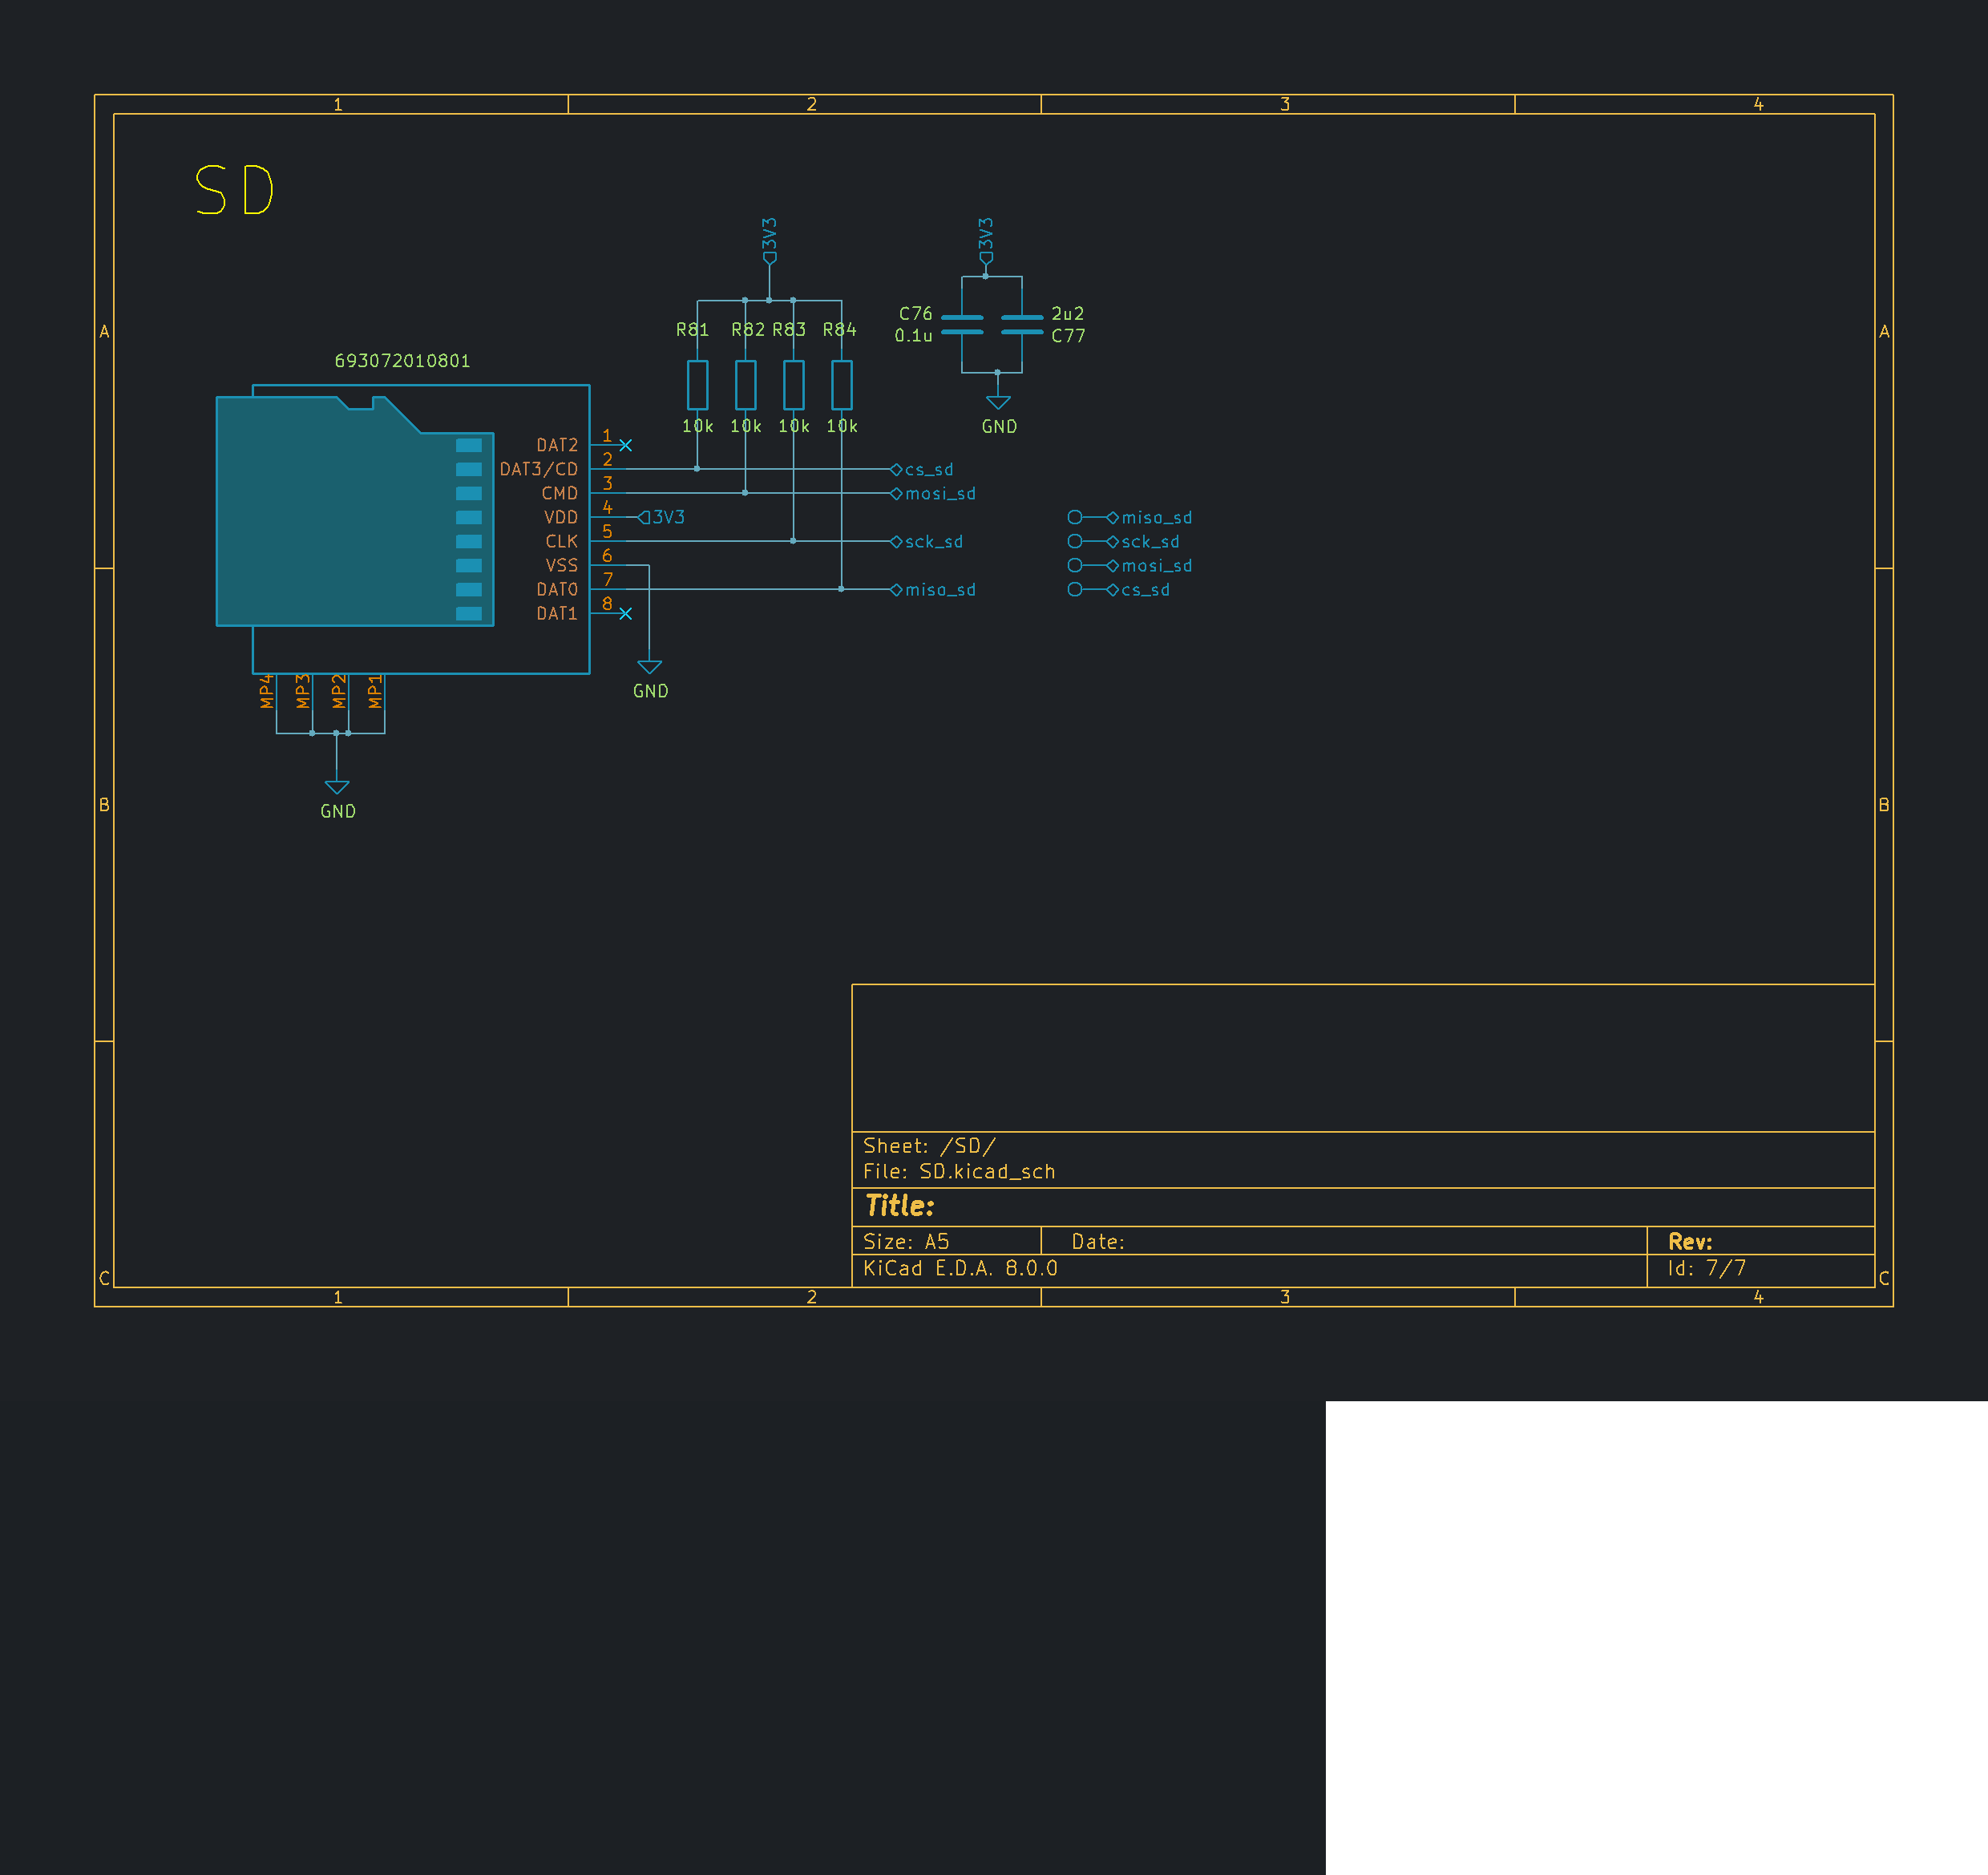 1 2 3 4
SD
3V3 3V3
A A
C76 2u2
0.1u C77
R81 R82 R83 R84
693072010801
10k 10k 10k 10k
GND
DAT2 1
DAT3/CD 2 cs_sd
CMD 3 mosi_sd
VDD 4 3V3 miso_sd
CLK 5 sck_sd sck_sd
VSS 6 mosi_sd
DAT0 7 miso_sd cs_sd
DAT1 8
MP4 MP3 MP2 MP1
GND
B B
GND
Sheet: /SD/
File: SD.kicad_sch
Title:
Size: A5 Date: Rev:
KiCad E.D.A. 8.0.0 Id: 7/7
C C
1 2 3 4